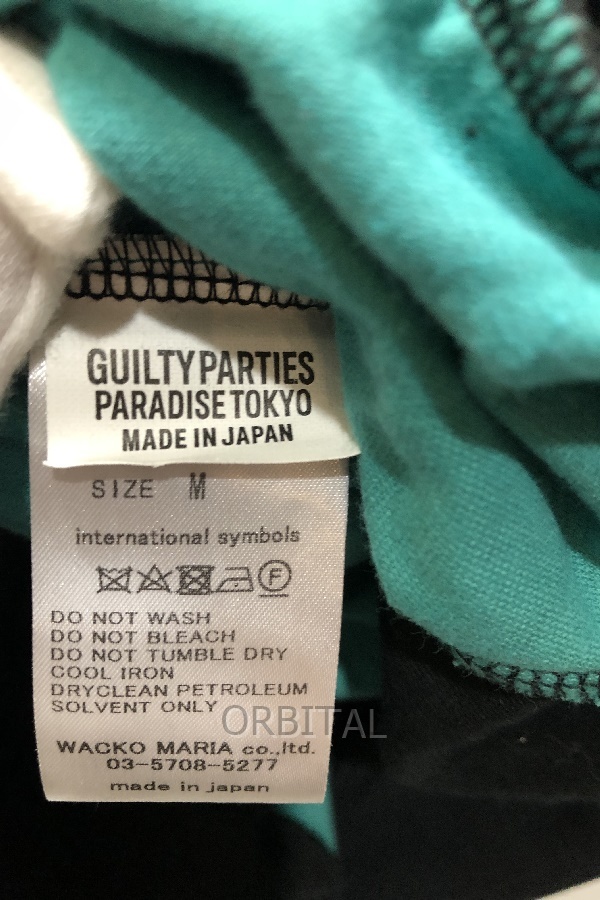 GUILTY PARTIES
PARADISE TOKYO
MADE IN JAPAN
SIZE M
international symbols
F
DO NOT WASH
DO NOT BLEACH
DO NOT TUMBLE DRY
COOL IRON
DRYCLEAN PETROLEUM
SOLVENT ONLY
ORBITAL
WACKO MARIA co.,ltd.
03-5708-5277
made in japan